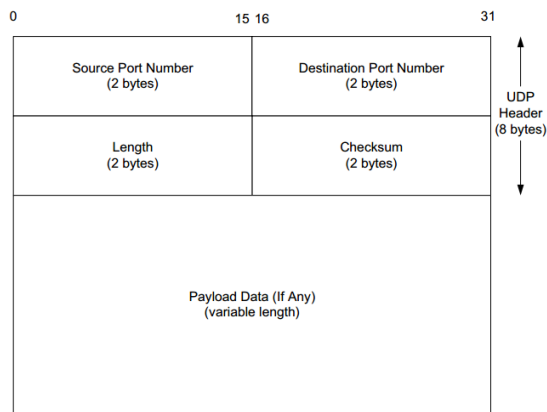 0 15 16 31
Source Port Number
(2 bytes)
Destination Port Number
(2 bytes)
UDP
Header
(8 bytes)
Length
(2 bytes)
Checksum
(2 bytes)
Payload Data (If Any)
(variable length)